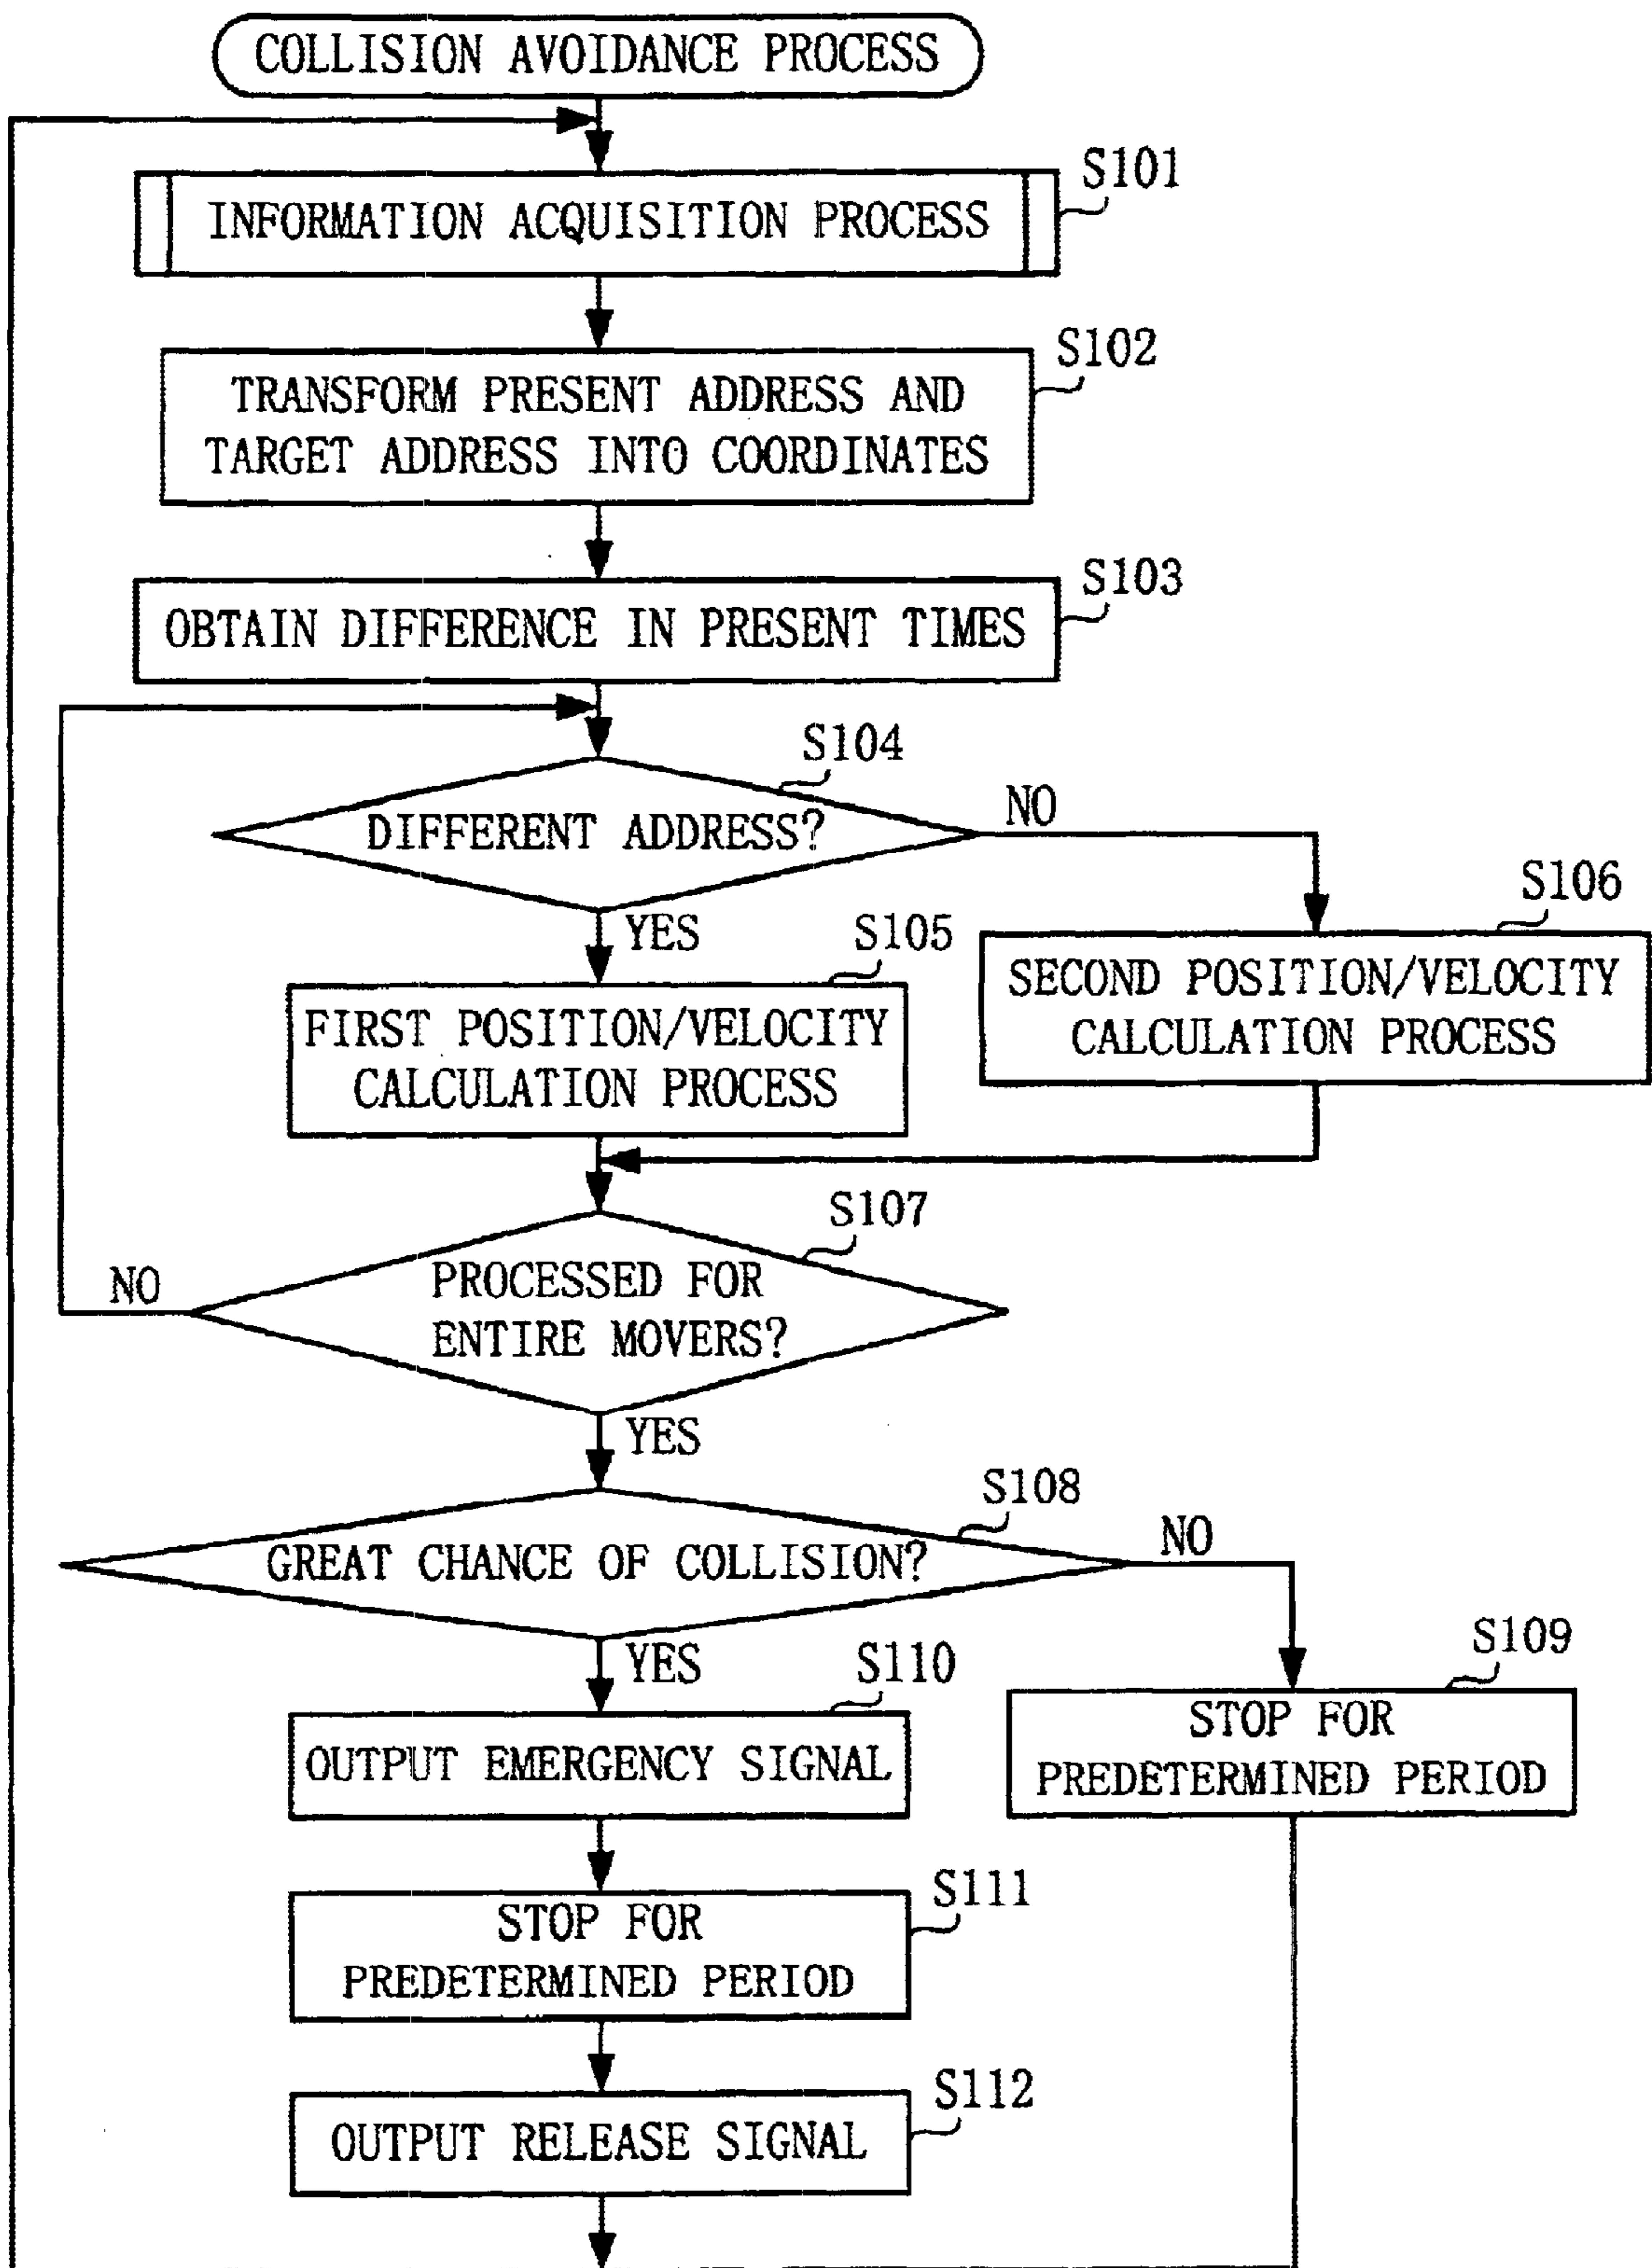 COLLISION AVOIDANCE PROCESS
S101
INFORMATION ACQUISITION PROCESS
S102
TRANSFORM PRESENT ADDRESS AND
TARGET ADDRESS INTO COORDINATES
S103
OBTAIN DIFFERENCE IN PRESENT TIMES
S104
DIFFERENT ADDRESS?
NO
YES
S105
S106
FIRST POSITION/VELOCITY
CALCULATION PROCESS
SECOND POSITION/VELOCITY
CALCULATION PROCESS
S107
PROCESSED FOR
ENTIRE MOVERS?
NO
YES
S108
GREAT CHANCE OF COLLISION?
NO
YES
S109
STOP FOR
PREDETERMINED PERIOD
S110
OUTPUT EMERGENCY SIGNAL
S111
STOP FOR
PREDETERMINED PERIOD
S112
OUTPUT RELEASE SIGNAL